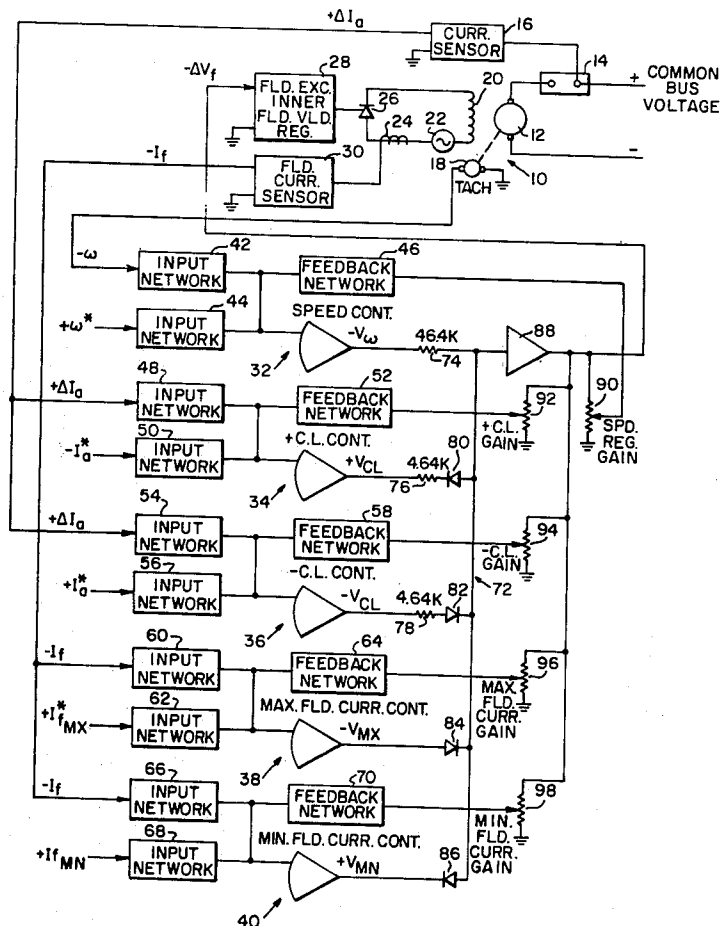 +ΔIa
16
CURR.
SENSOR
14
+
COMMON
BUS
VOLTAGE
-ΔVf
28
FLD. EXC.
INNER
FLD. VLD.
REG.
26
20
24
22
12
-If
30
FLD.
CURR.
SENSOR
18
TACH
10
-
-ω
42
INPUT
NETWORK
46
FEEDBACK
NETWORK
44
+ω*
INPUT
NETWORK
SPEED CONT.
-Vω
32
46.4K
74
88
90
SPD.
REG.
GAIN
48
+ΔIa
INPUT
NETWORK
52
FEEDBACK
NETWORK
92
+C.L.
GAIN
50
-Ia*
INPUT
NETWORK
+C.L. CONT.
+VCL
34
4.64K
76
80
54
+ΔIa
INPUT
NETWORK
58
FEEDBACK
NETWORK
94
-C.L.
GAIN
56
+Ia*
INPUT
NETWORK
-C.L. CONT.
-VCL
36
4.64K
78
82
72
60
-If
INPUT
NETWORK
64
FEEDBACK
NETWORK
96
MAX.
FLD.
CURR.
GAIN
62
+I*fMX
INPUT
NETWORK
MAX. FLD. CURR. CONT.
-VMX
38
84
66
-If
INPUT
NETWORK
70
FEEDBACK
NETWORK
98
MIN.
FLD.
CURR.
GAIN
68
+IfMN
INPUT
NETWORK
MIN. FLD. CURR. CONT.
+VMN
40
86